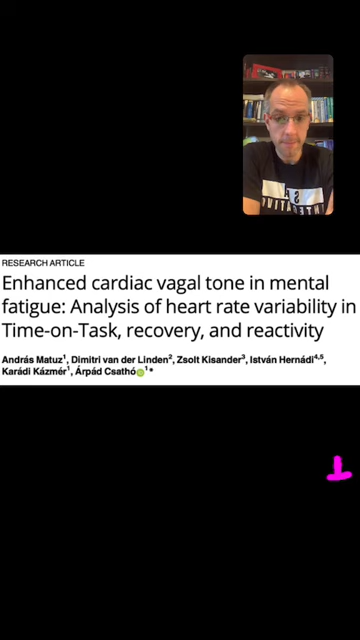 RESEARCH ARTICLE
Enhanced cardiac vagal tone in mental
fatigue: Analysis of heart rate variability in
Time-on-Task, recovery, and reactivity
András Matuz1, Dimitri van der Linden2, Zsolt Kisander3, István Hernádi4,5,
Karádi Kázmér1, Árpád Csathó1*